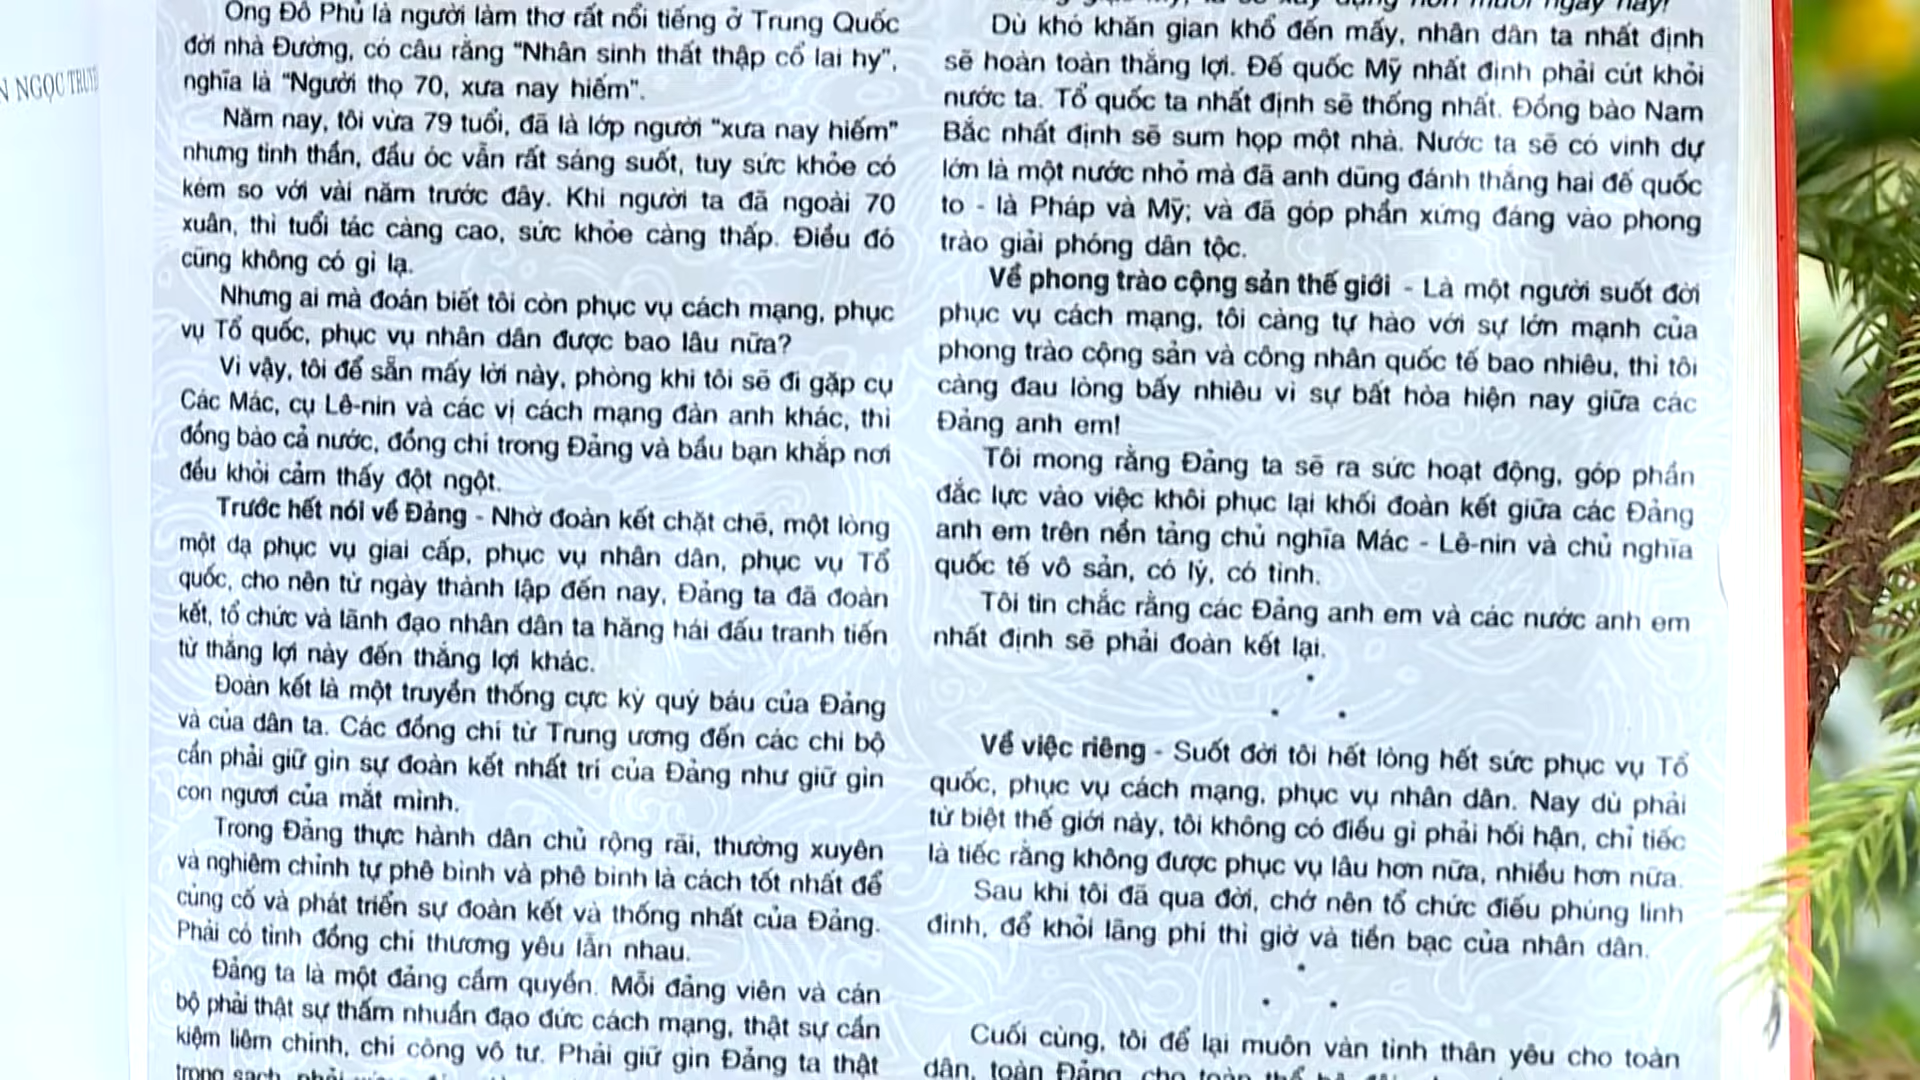 N NGỌC TRUYỀ
Ông Đỗ Phủ là người làm thơ rất nổi tiếng ở Trung Quốc
đời nhà Đường, có câu rằng "Nhân sinh thất thập cổ lai hy",
nghĩa là "Người thọ 70, xưa nay hiếm".
Năm nay, tôi vừa 79 tuổi, đã là lớp người "xưa nay hiếm"
nhưng tinh thần, đầu óc vẫn rất sáng suốt, tuy sức khỏe có
kém so với vài năm trước đây. Khi người ta đã ngoài 70
xuân, thì tuổi tác càng cao, sức khỏe càng thấp. Điều đó
cũng không có gì lạ.
Nhưng ai mà đoán biết tôi còn phục vụ cách mạng, phục
vụ Tổ quốc, phục vụ nhân dân được bao lâu nữa?
Vì vậy, tôi để sẵn mấy lời này, phòng khi tôi sẽ đi gặp cụ
Các Mác, cụ Lê-nin và các vị cách mạng đàn anh khác, thì
đồng bào cả nước, đồng chí trong Đảng và bầu bạn khắp nơi
đều khỏi cảm thấy đột ngột.
Trước hết nói về Đảng - Nhờ đoàn kết chặt chẽ, một lòng
một dạ phục vụ giai cấp, phục vụ nhân dân, phục vụ Tổ
quốc, cho nên từ ngày thành lập đến nay, Đảng ta đã đoàn
kết, tổ chức và lãnh đạo nhân dân ta hăng hái đấu tranh tiến
từ thắng lợi này đến thắng lợi khác.
Đoàn kết là một truyền thống cực kỳ quý báu của Đảng
và của dân ta. Các đồng chí từ Trung ương đến các chi bộ
cần phải giữ gìn sự đoàn kết nhất trí của Đảng như giữ gìn
con ngươi của mắt mình.
Trong Đảng thực hành dân chủ rộng rãi, thường xuyên
và nghiêm chỉnh tự phê bình và phê bình là cách tốt nhất để
củng cố và phát triển sự đoàn kết và thống nhất của Đảng.
Phải có tình đồng chí thương yêu lẫn nhau.
Đảng ta là một đảng cầm quyền. Mỗi đảng viên và cán
bộ phải thật sự thấm nhuần đạo đức cách mạng, thật sự cần
kiệm liêm chính, chí công vô tư. Phải giữ gìn Đảng ta thật
trong sạch, phải
ngày nay!
Dù khó khăn gian khổ đến mấy, nhân dân ta nhất định
sẽ hoàn toàn thắng lợi. Đế quốc Mỹ nhất định phải cút khỏi
nước ta. Tổ quốc ta nhất định sẽ thống nhất. Đồng bào Nam
Bắc nhất định sẽ sum họp một nhà. Nước ta sẽ có vinh dự
lớn là một nước nhỏ mà đã anh dũng đánh thắng hai đế quốc
to - là Pháp và Mỹ; và đã góp phần xứng đáng vào phong
trào giải phóng dân tộc.
Về phong trào cộng sản thế giới - Là một người suốt đời
phục vụ cách mạng, tôi càng tự hào với sự lớn mạnh của
phong trào cộng sản và công nhân quốc tế bao nhiêu, thì tôi
càng đau lòng bấy nhiêu vì sự bất hòa hiện nay giữa các
Đảng anh em!
Tôi mong rằng Đảng ta sẽ ra sức hoạt động, góp phần
đắc lực vào việc khôi phục lại khối đoàn kết giữa các Đảng
anh em trên nền tảng chủ nghĩa Mác - Lê-nin và chủ nghĩa
quốc tế vô sản, có lý, có tình.
Tôi tin chắc rằng các Đảng anh em và các nước anh em
nhất định sẽ phải đoàn kết lại.
Về việc riêng - Suốt đời tôi hết lòng hết sức phục vụ Tổ
quốc, phục vụ cách mạng, phục vụ nhân dân. Nay dù phải
từ biệt thế giới này, tôi không có điều gì phải hối hận, chỉ tiếc
là tiếc rằng không được phục vụ lâu hơn nữa, nhiều hơn nữa.
Sau khi tôi đã qua đời, chớ nên tổ chức điếu phúng linh
đình, để khỏi lãng phí thì giờ và tiền bạc của nhân dân.
Cuối cùng, tôi để lại muôn vàn tình thân yêu cho toàn
dân, toàn Đảng, cho toàn thể